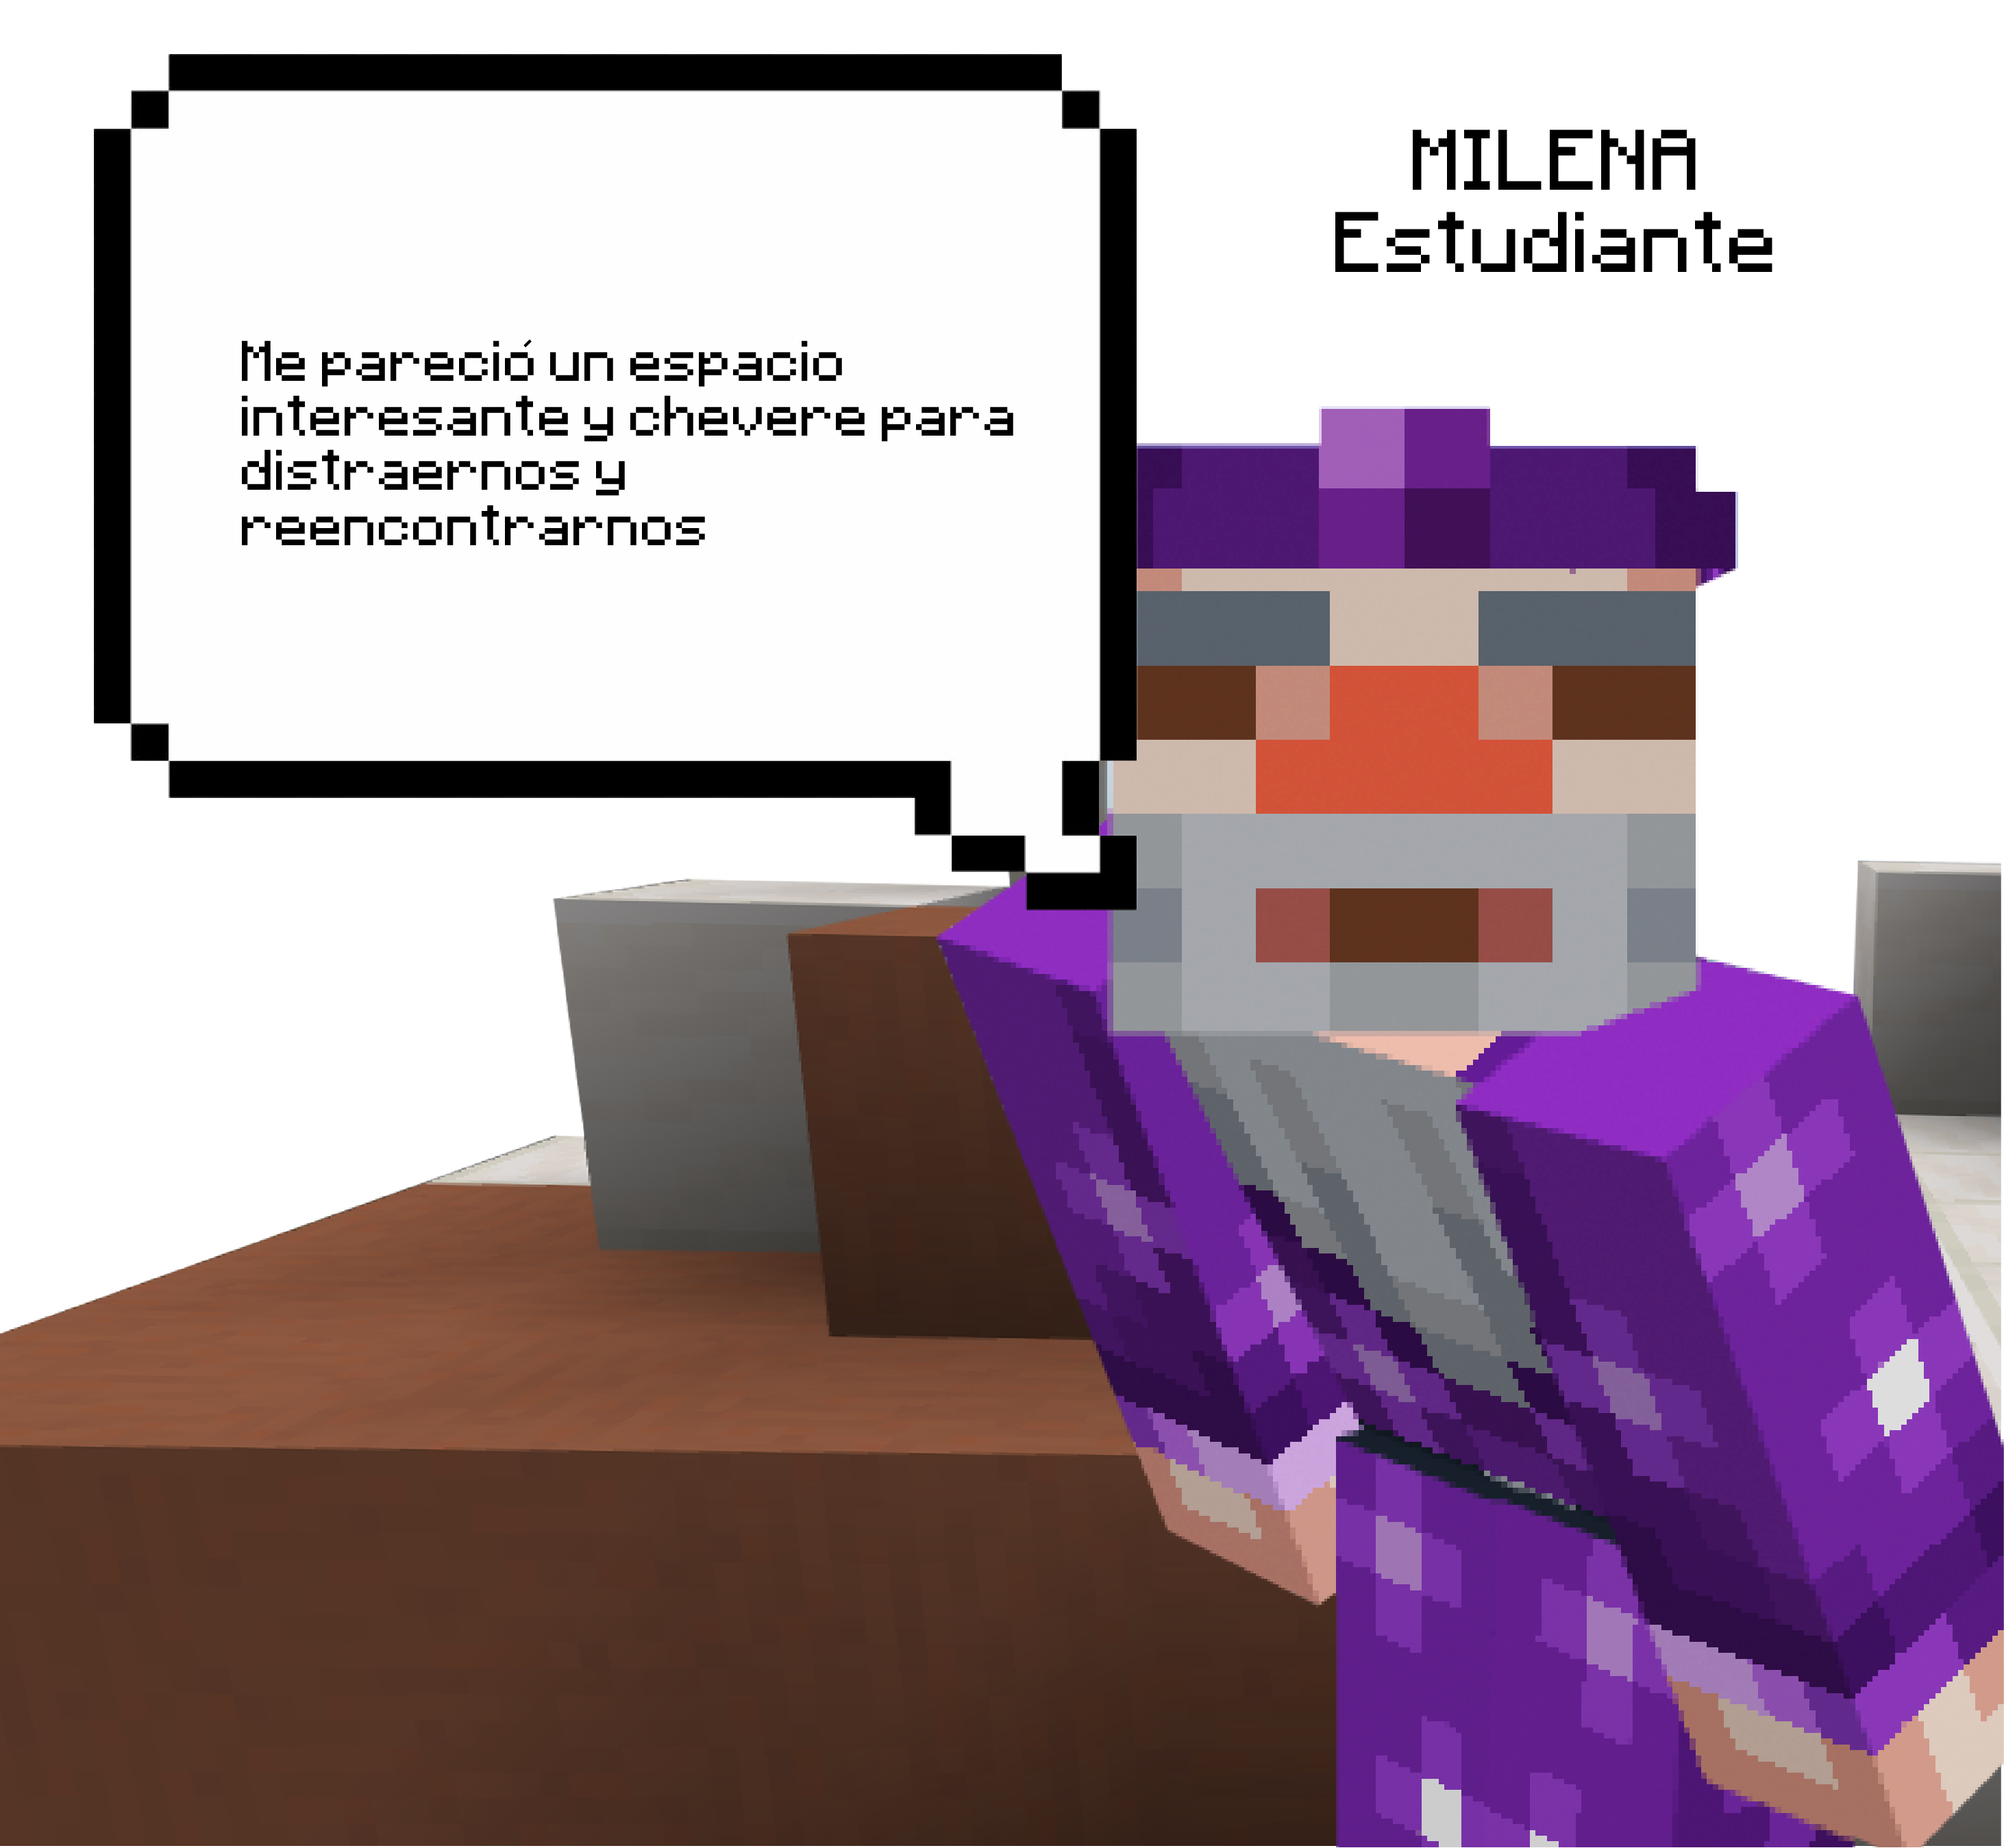 MILENA
Estudiante
Me pareció un espacio
interesante y chevere para
distraernos y
reencontrarnos